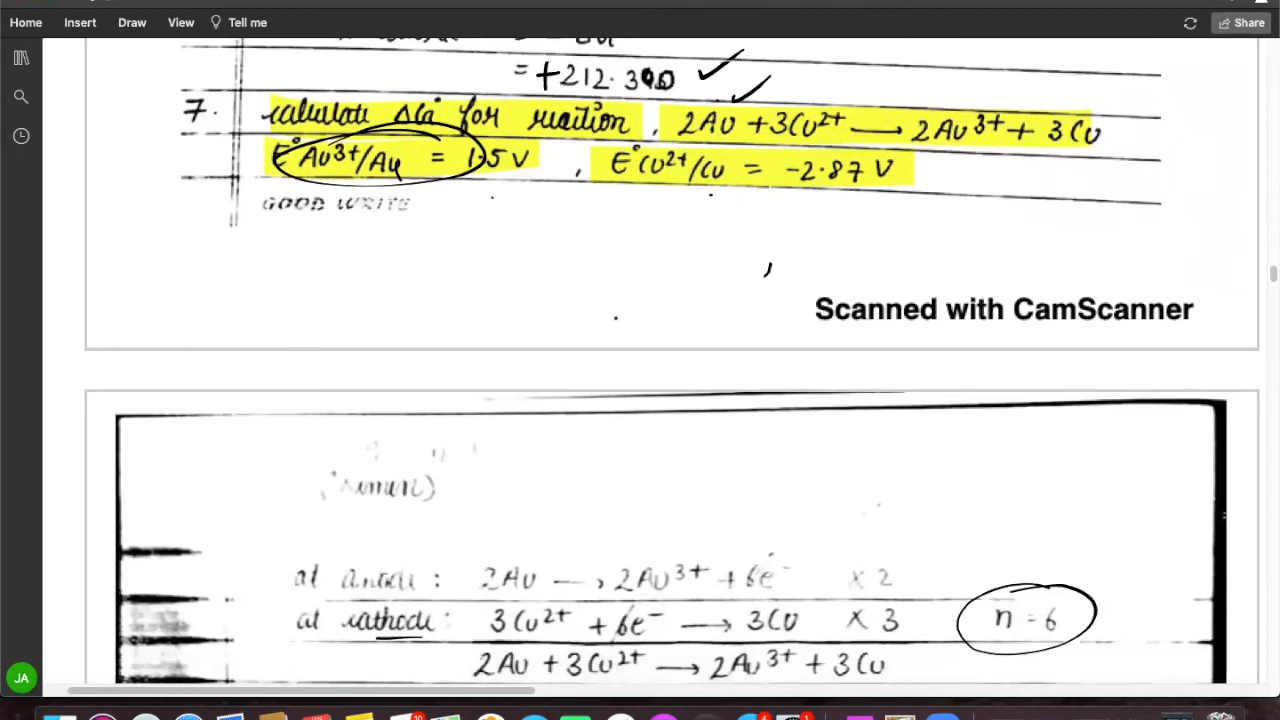 Home Insert Draw View Tell me Share
= +212.300
7. calculate ΔG° for reaction, 2Au + 3Cu²⁺ → 2Au³⁺ + 3Cu
E° Au³⁺/Au = 1.5 V, E° Cu²⁺/Cu = -2.87 V
GOOD WRITE
Scanned with CamScanner
at anode: 2Au → 2Au³⁺ + 6e⁻ × 2
at cathode: 3Cu²⁺ + 6e⁻ → 3Cu × 3 n = 6
2Au + 3Cu²⁺ → 2Au³⁺ + 3Cu
JA